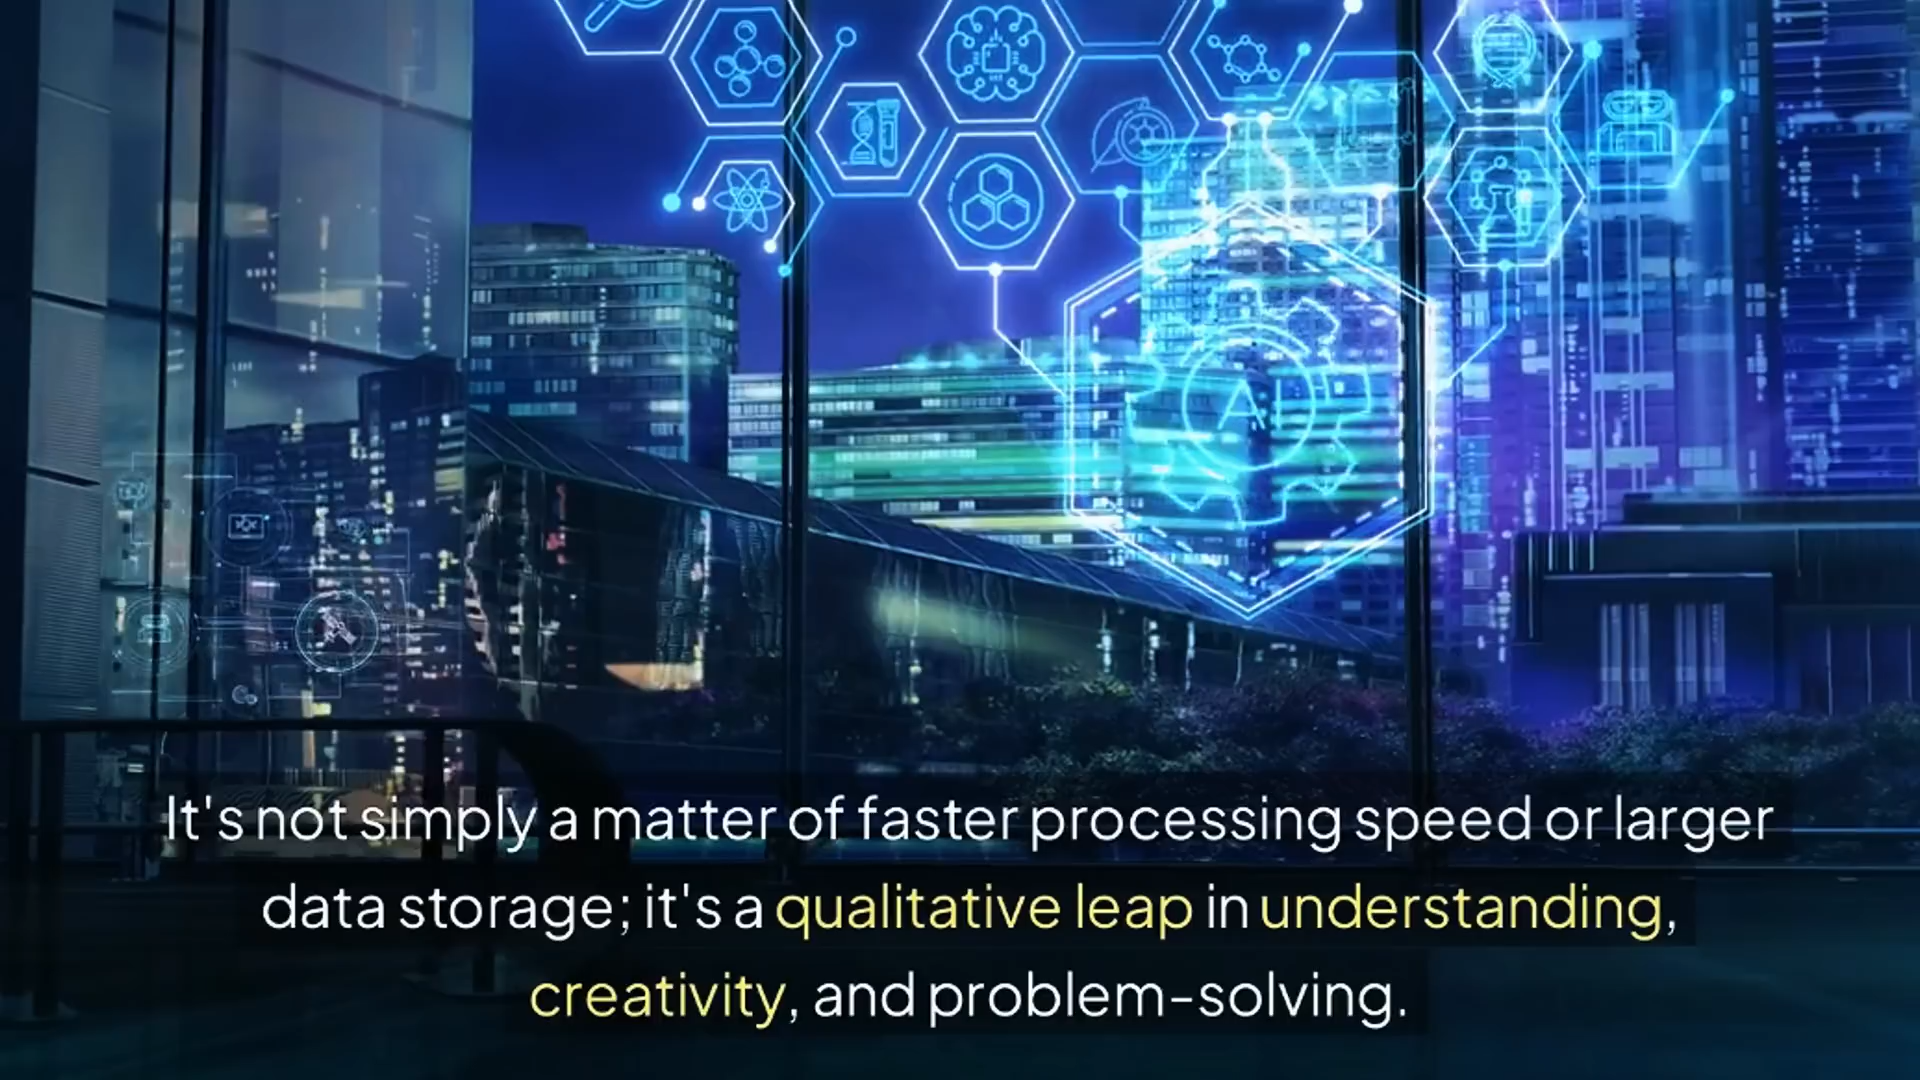 AI
It's not simply a matter of faster processing speed or larger
data storage; it's a qualitative leap in understanding,
creativity, and problem-solving.